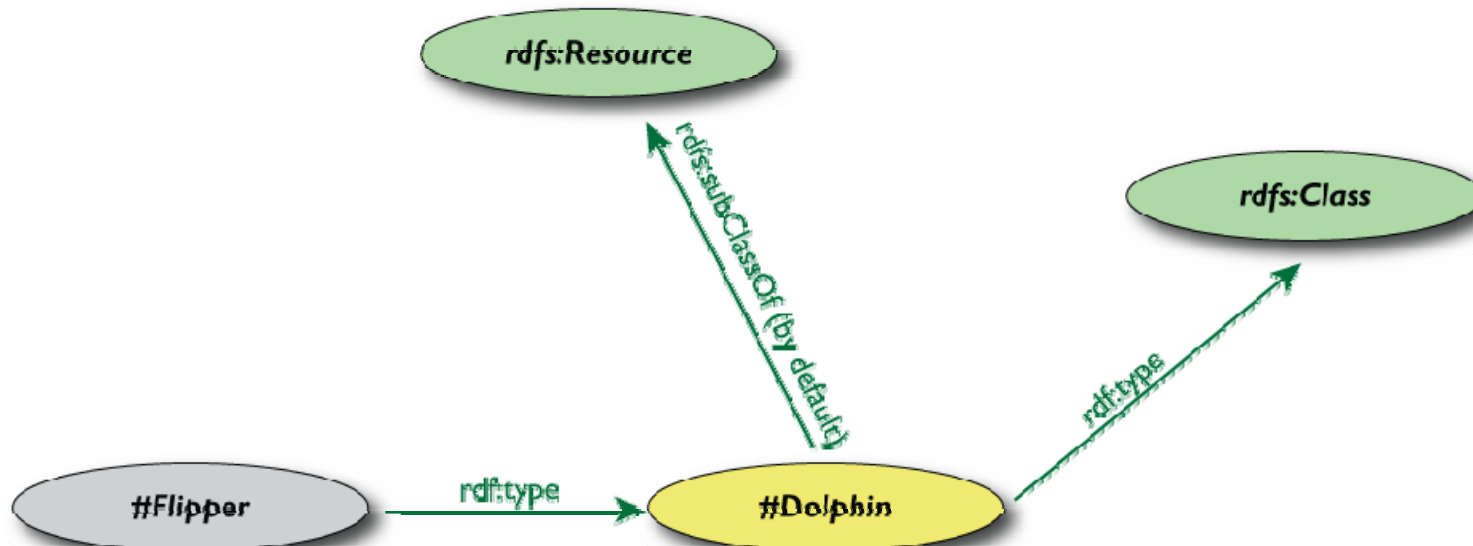 rdfs:Resource
rdfs:subClassOf (by default)
rdfs:Class
rdf:type
#Flipper
rdf:type
#Dolphin